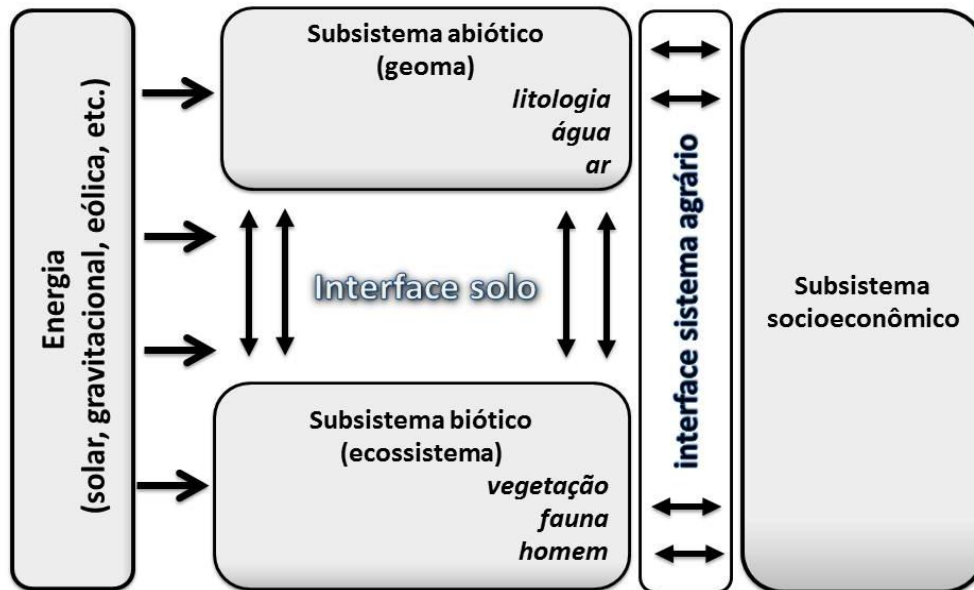 Energia
(solar, gravitacional, eólica, etc.)
Subsistema abiótico
(geoma)
litologia
água
ar
Interface solo
Subsistema biótico
(ecossistema)
vegetação
fauna
homem
interface sistema agrário
Subsistema
socioeconômico